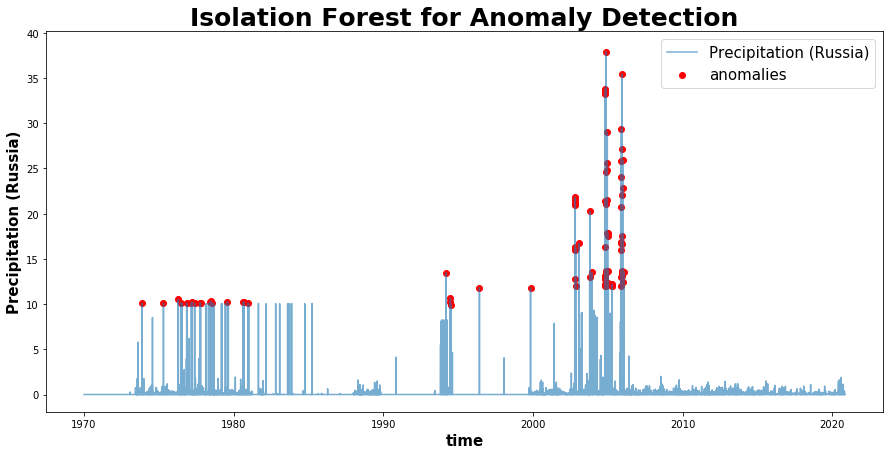 Isolation Forest for Anomaly Detection
Precipitation (Russia)
anomalies
Precipitation (Russia)
40
35
30
25
20
15
10
5
0
1970 1980 1990 2000 2010 2020
time